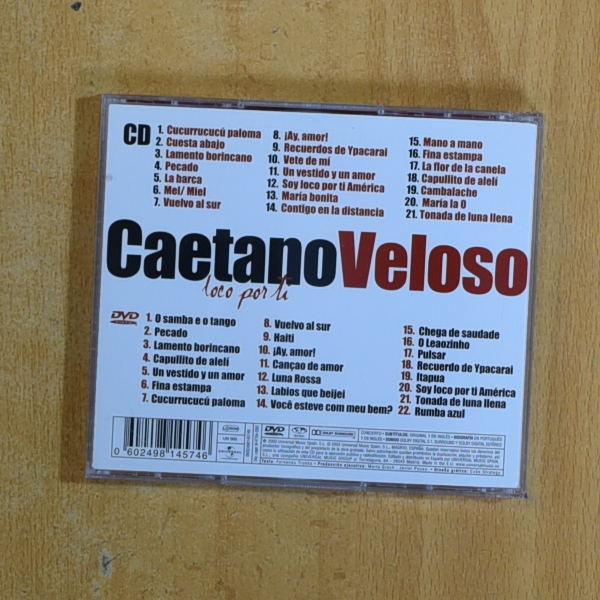 CD
1. Cucurrucucú paloma
2. Cuesta abajo
3. Lamento borincano
4. Pecado
5. La barca
6. Mel/ Miel
7. Vuelvo al sur
8. ¡Ay, amor!
9. Recuerdos de Ypacarai
10. Vete de mí
11. Un vestido y un amor
12. Soy loco por ti América
13. María bonita
14. Contigo en la distancia
15. Mano a mano
16. Fina estampa
17. La flor de la canela
18. Capullito de alelí
19. Cambalache
20. María la O
21. Tonada de luna llena
CaetanoVeloso
loco por ti
DVD
1. O samba e o tango
2. Pecado
3. Lamento borincano
4. Capullito de alelí
5. Un vestido y un amor
6. Fina estampa
7. Cucurrucucú paloma
8. Vuelvo al sur
9. Haiti
10. ¡Ay, amor!
11. Cançao de amor
12. Luna Rossa
13. Labios que beijei
14. Você esteve com meu bem?
15. Chega de saudade
16. O Leaozinho
17. Pulsar
18. Recuerdo de Ypacarai
19. Itapua
20. Soy loco por ti América
21. Tonada de luna llena
22. Rumba azul
0 602498 145746
DVD